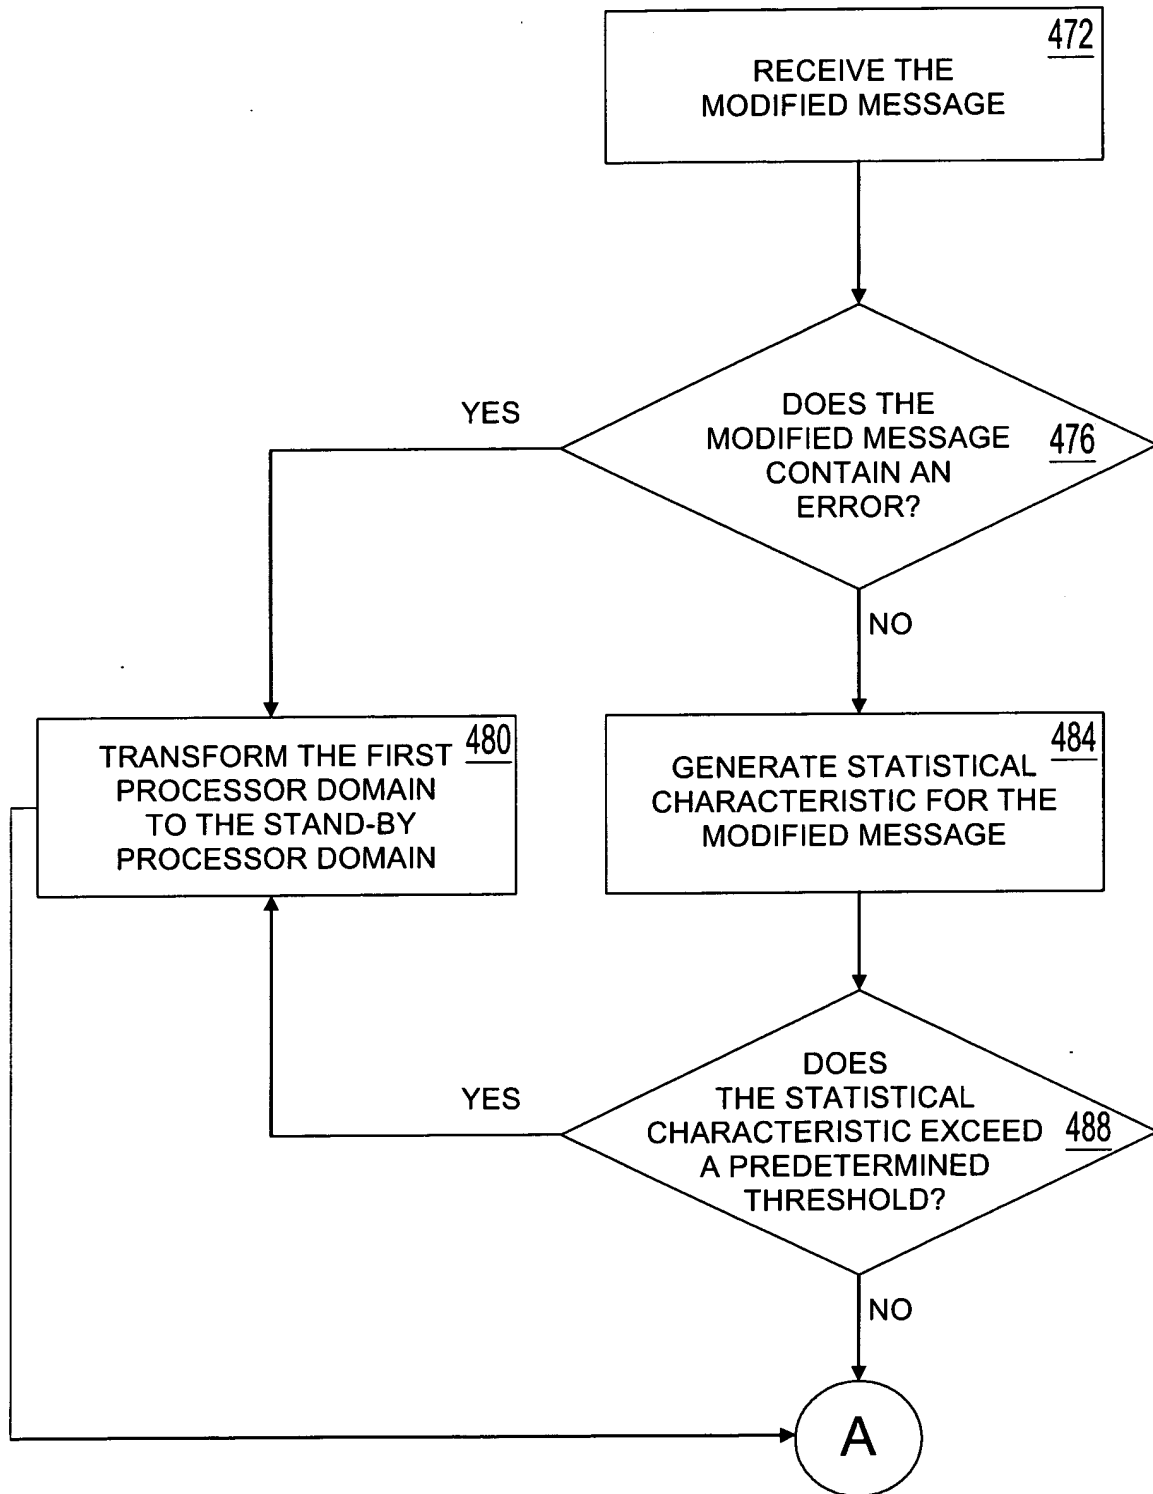 472
RECEIVE THE
MODIFIED MESSAGE
YES
DOES THE
MODIFIED MESSAGE
CONTAIN AN
ERROR?
476
NO
480
TRANSFORM THE FIRST
PROCESSOR DOMAIN
TO THE STAND-BY
PROCESSOR DOMAIN
484
GENERATE STATISTICAL
CHARACTERISTIC FOR THE
MODIFIED MESSAGE
YES
DOES
THE STATISTICAL
CHARACTERISTIC EXCEED
A PREDETERMINED
THRESHOLD?
488
NO
A